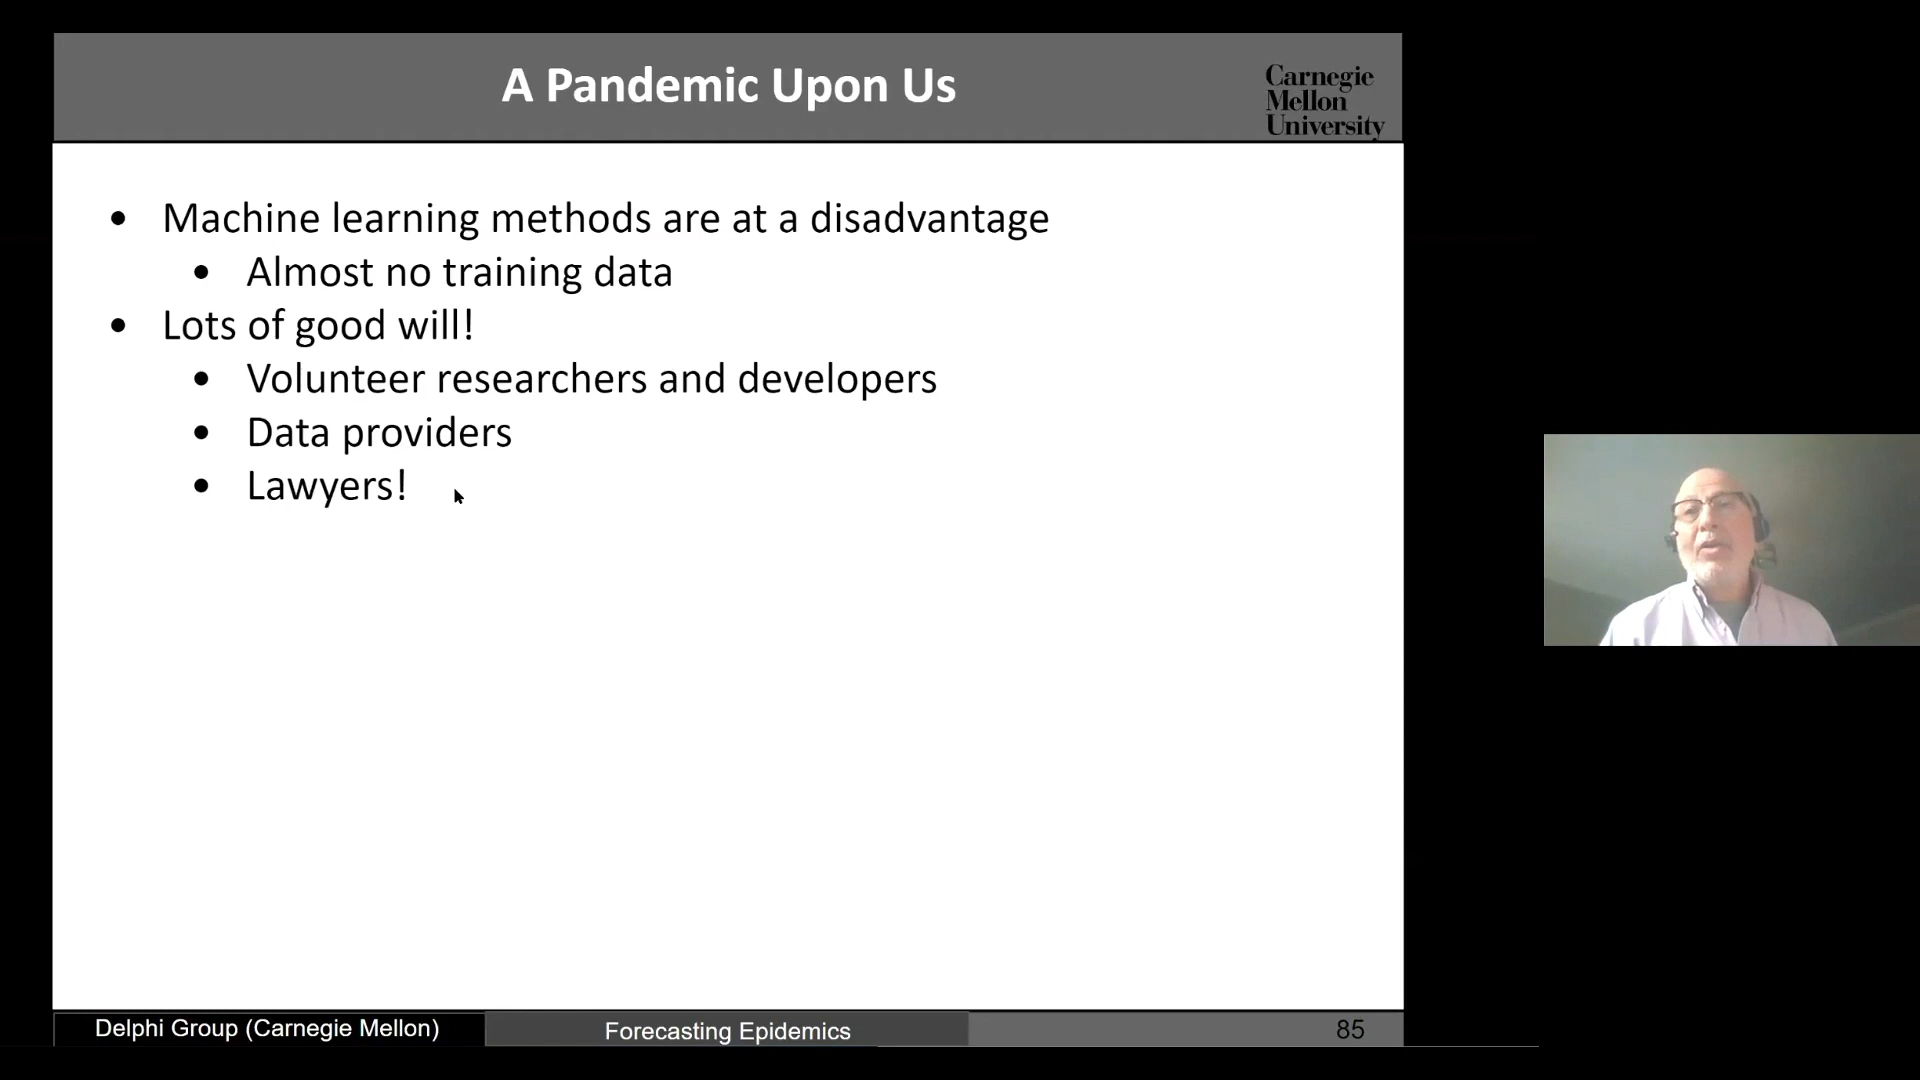 A Pandemic Upon Us
Carnegie
Mellon
University
• Machine learning methods are at a disadvantage
• Almost no training data
• Lots of good will!
• Volunteer researchers and developers
• Data providers
• Lawyers!
Delphi Group (Carnegie Mellon)
Forecasting Epidemics
85